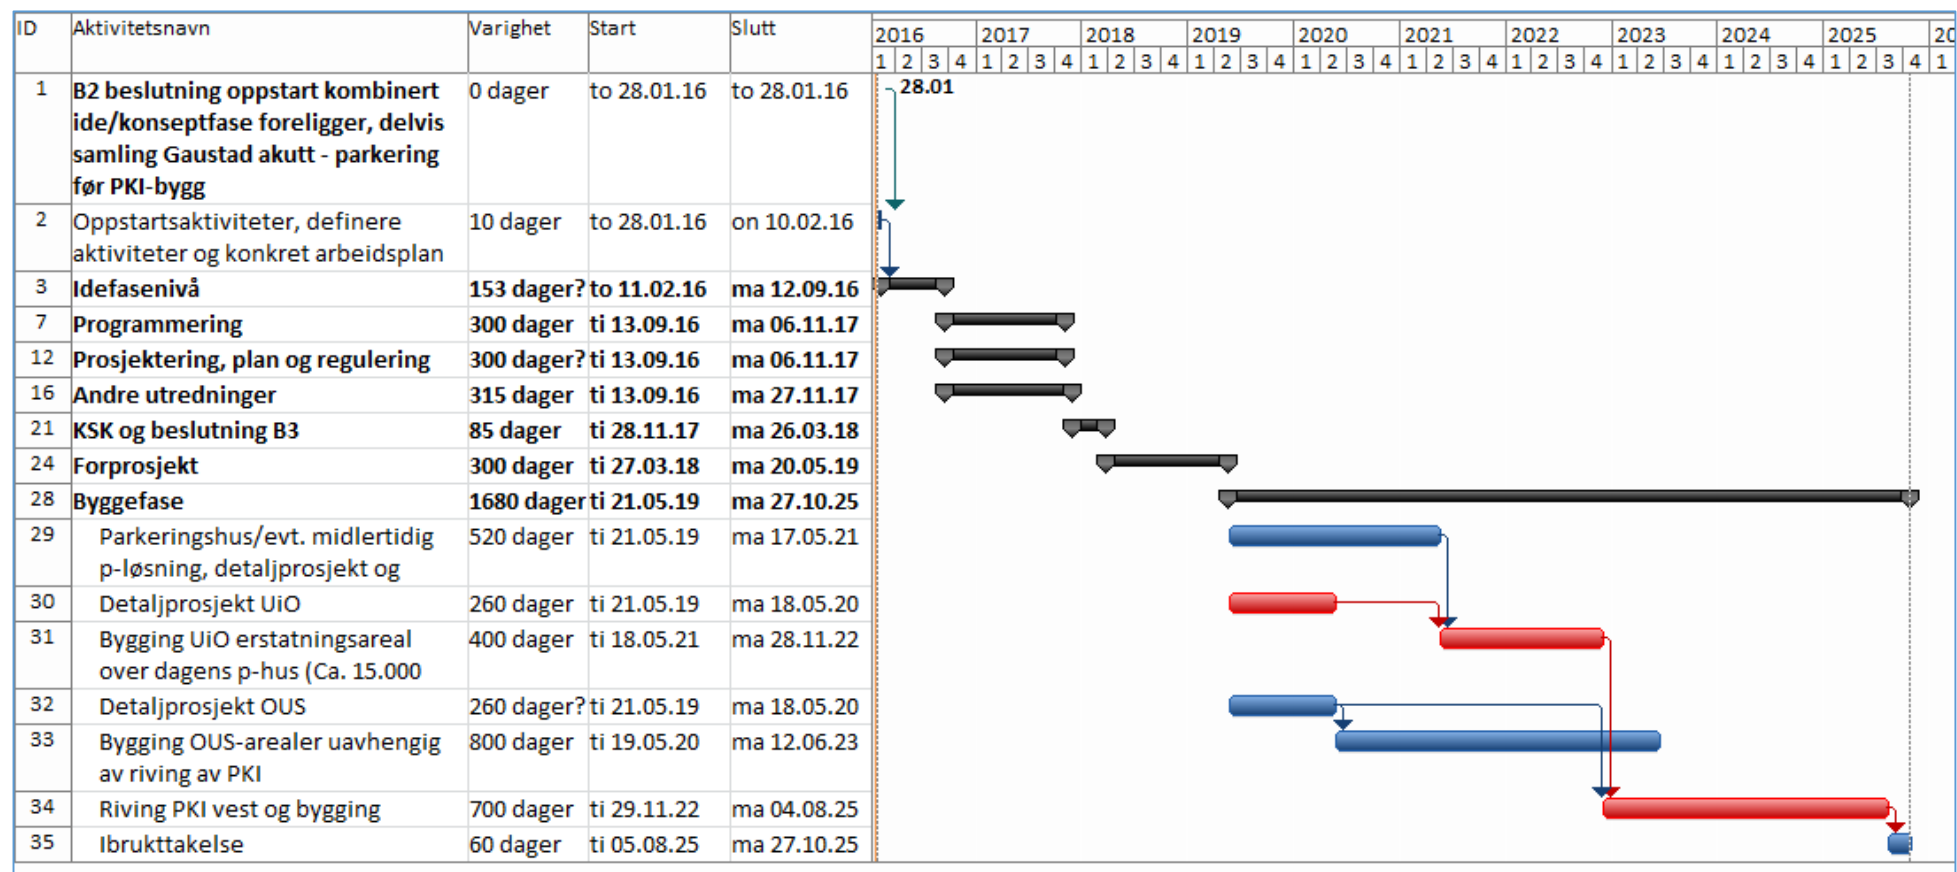 ID Aktivitetsnavn Varighet Start Slutt
2016 2017 2018 2019 2020 2021 2022 2023 2024 2025 20
1 2 3 4 1 2 3 4 1 2 3 4 1 2 3 4 1 2 3 4 1 2 3 4 1 2 3 4 1 2 3 4 1 2 3 4 1 2 3 4 1
1 B2 beslutning oppstart kombinert 0 dager to 28.01.16 to 28.01.16 28.01
ide/konseptfase foreligger, delvis
samling Gaustad akutt - parkering
før PKI-bygg
2 Oppstartsaktiviteter, definere 10 dager to 28.01.16 on 10.02.16
aktiviteter og konkret arbeidsplan
3 Idefasenivå 153 dager? to 11.02.16 ma 12.09.16
7 Programmering 300 dager ti 13.09.16 ma 06.11.17
12 Prosjektering, plan og regulering 300 dager? ti 13.09.16 ma 06.11.17
16 Andre utredninger 315 dager ti 13.09.16 ma 27.11.17
21 KSK og beslutning B3 85 dager ti 28.11.17 ma 26.03.18
24 Forprosjekt 300 dager ti 27.03.18 ma 20.05.19
28 Byggefase 1680 dager ti 21.05.19 ma 27.10.25
29 Parkeringshus/evt. midlertidig 520 dager ti 21.05.19 ma 17.05.21
p-løsning, detaljprosjekt og
30 Detaljprosjekt UiO 260 dager ti 21.05.19 ma 18.05.20
31 Bygging UiO erstatningsareal 400 dager ti 18.05.21 ma 28.11.22
over dagens p-hus (Ca. 15.000
32 Detaljprosjekt OUS 260 dager? ti 21.05.19 ma 18.05.20
33 Bygging OUS-arealer uavhengig 800 dager ti 19.05.20 ma 12.06.23
av riving av PKI
34 Riving PKI vest og bygging 700 dager ti 29.11.22 ma 04.08.25
35 Ibrukttakelse 60 dager ti 05.08.25 ma 27.10.25